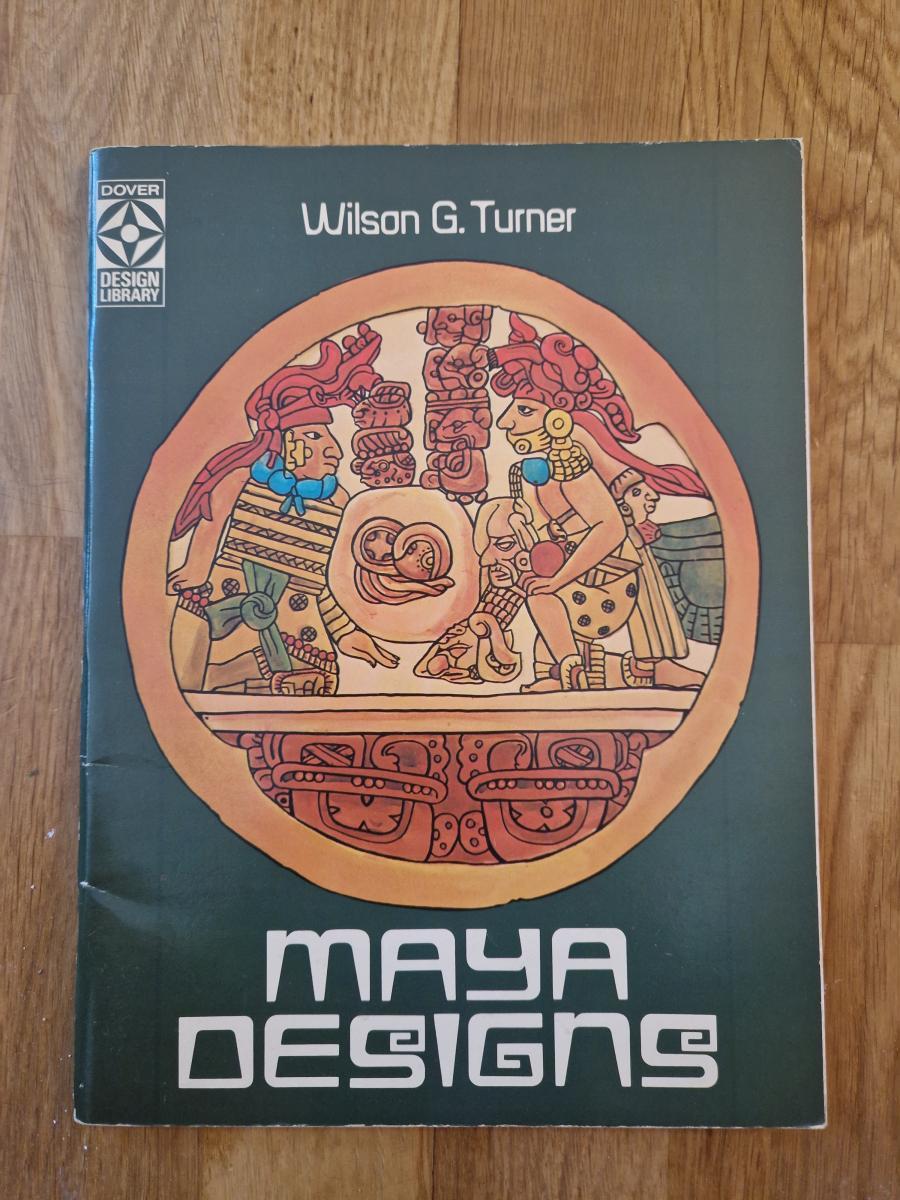 DOVER
DESIGN
LIBRARY
Wilson G. Turner
MAYA
DESIGNS